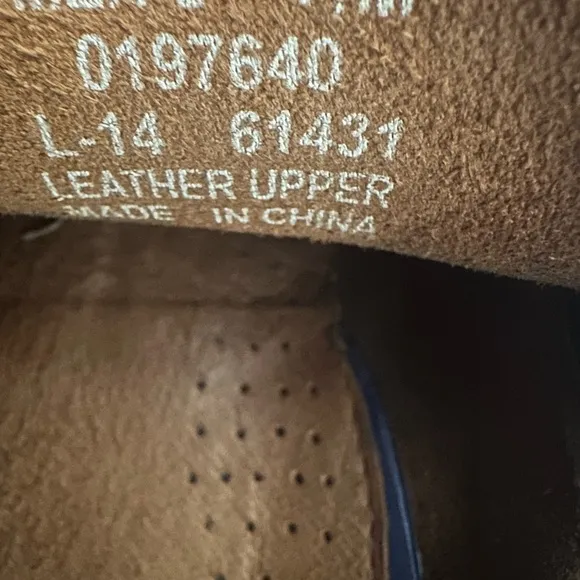 0197640
L-14 61431
LEATHER UPPER
MADE IN CHINA